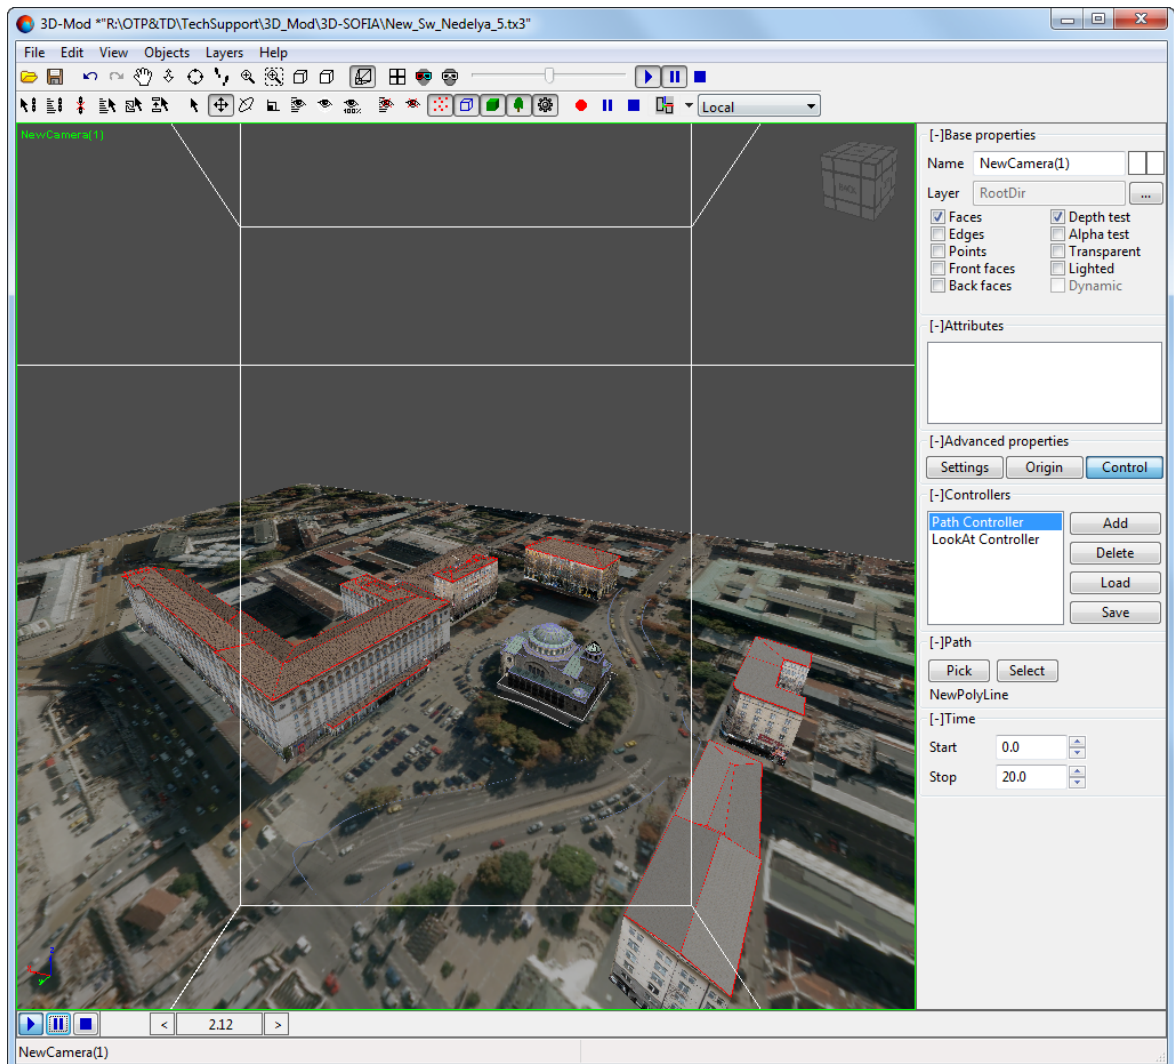 3D-Mod *"R:\OTP&TD\TechSupport\3D_Mod\3D-SOFIA\New_Sw_Nedelya_5.tx3"
File Edit View Objects Layers Help
100%
Local
NewCamera(1)
BACK
[-]Base properties
Name NewCamera(1)
Layer RootDir ...
Faces Depth test
Edges Alpha test
Points Transparent
Front faces Lighted
Back faces Dynamic
[-]Attributes
[-]Advanced properties
Settings Origin Control
[-]Controllers
Path Controller Add
LookAt Controller
Delete
Load
Save
[-]Path
Pick Select
NewPolyLine
[-]Time
Start 0.0
Stop 20.0
z
x
y
< 2.12 >
NewCamera(1)